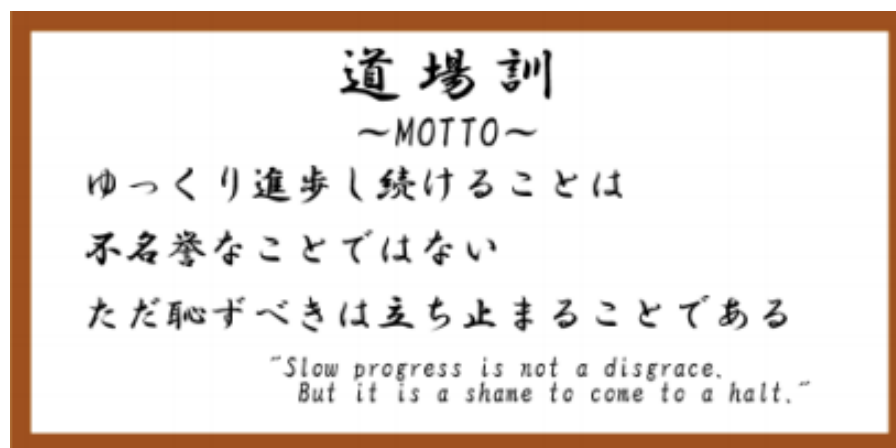 道場訓
～MOTTO～
ゆっくり進歩し続けることは
不名誉なことではない
ただ恥ずべきは立ち止まることである
"Slow progress is not a disgrace.
But it is a shame to come to a halt."